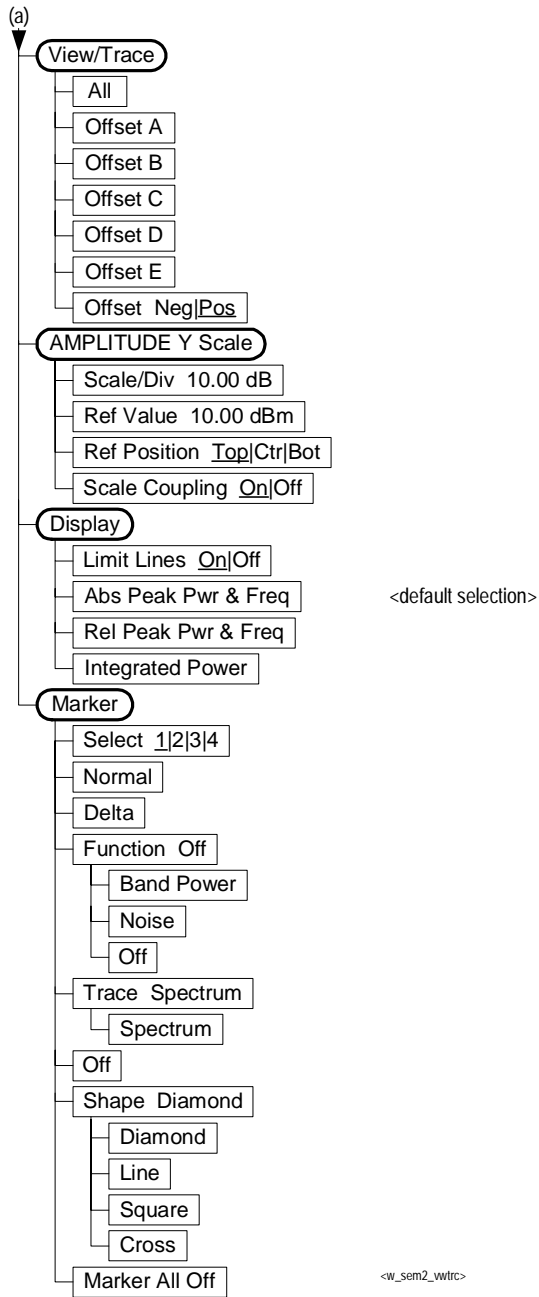 (a)
View/Trace
All
Offset A
Offset B
Offset C
Offset D
Offset E
Offset Neg|Pos
AMPLITUDE Y Scale
Scale/Div 10.00 dB
Ref Value 10.00 dBm
Ref Position Top|Ctr|Bot
Scale Coupling On|Off
Display
Limit Lines On|Off
Abs Peak Pwr & Freq <default selection>
Rel Peak Pwr & Freq
Integrated Power
Marker
Select 1|2|3|4
Normal
Delta
Function Off
Band Power
Noise
Off
Trace Spectrum
Spectrum
Off
Shape Diamond
Diamond
Line
Square
Cross
Marker All Off <w_sem2_vwtrc>